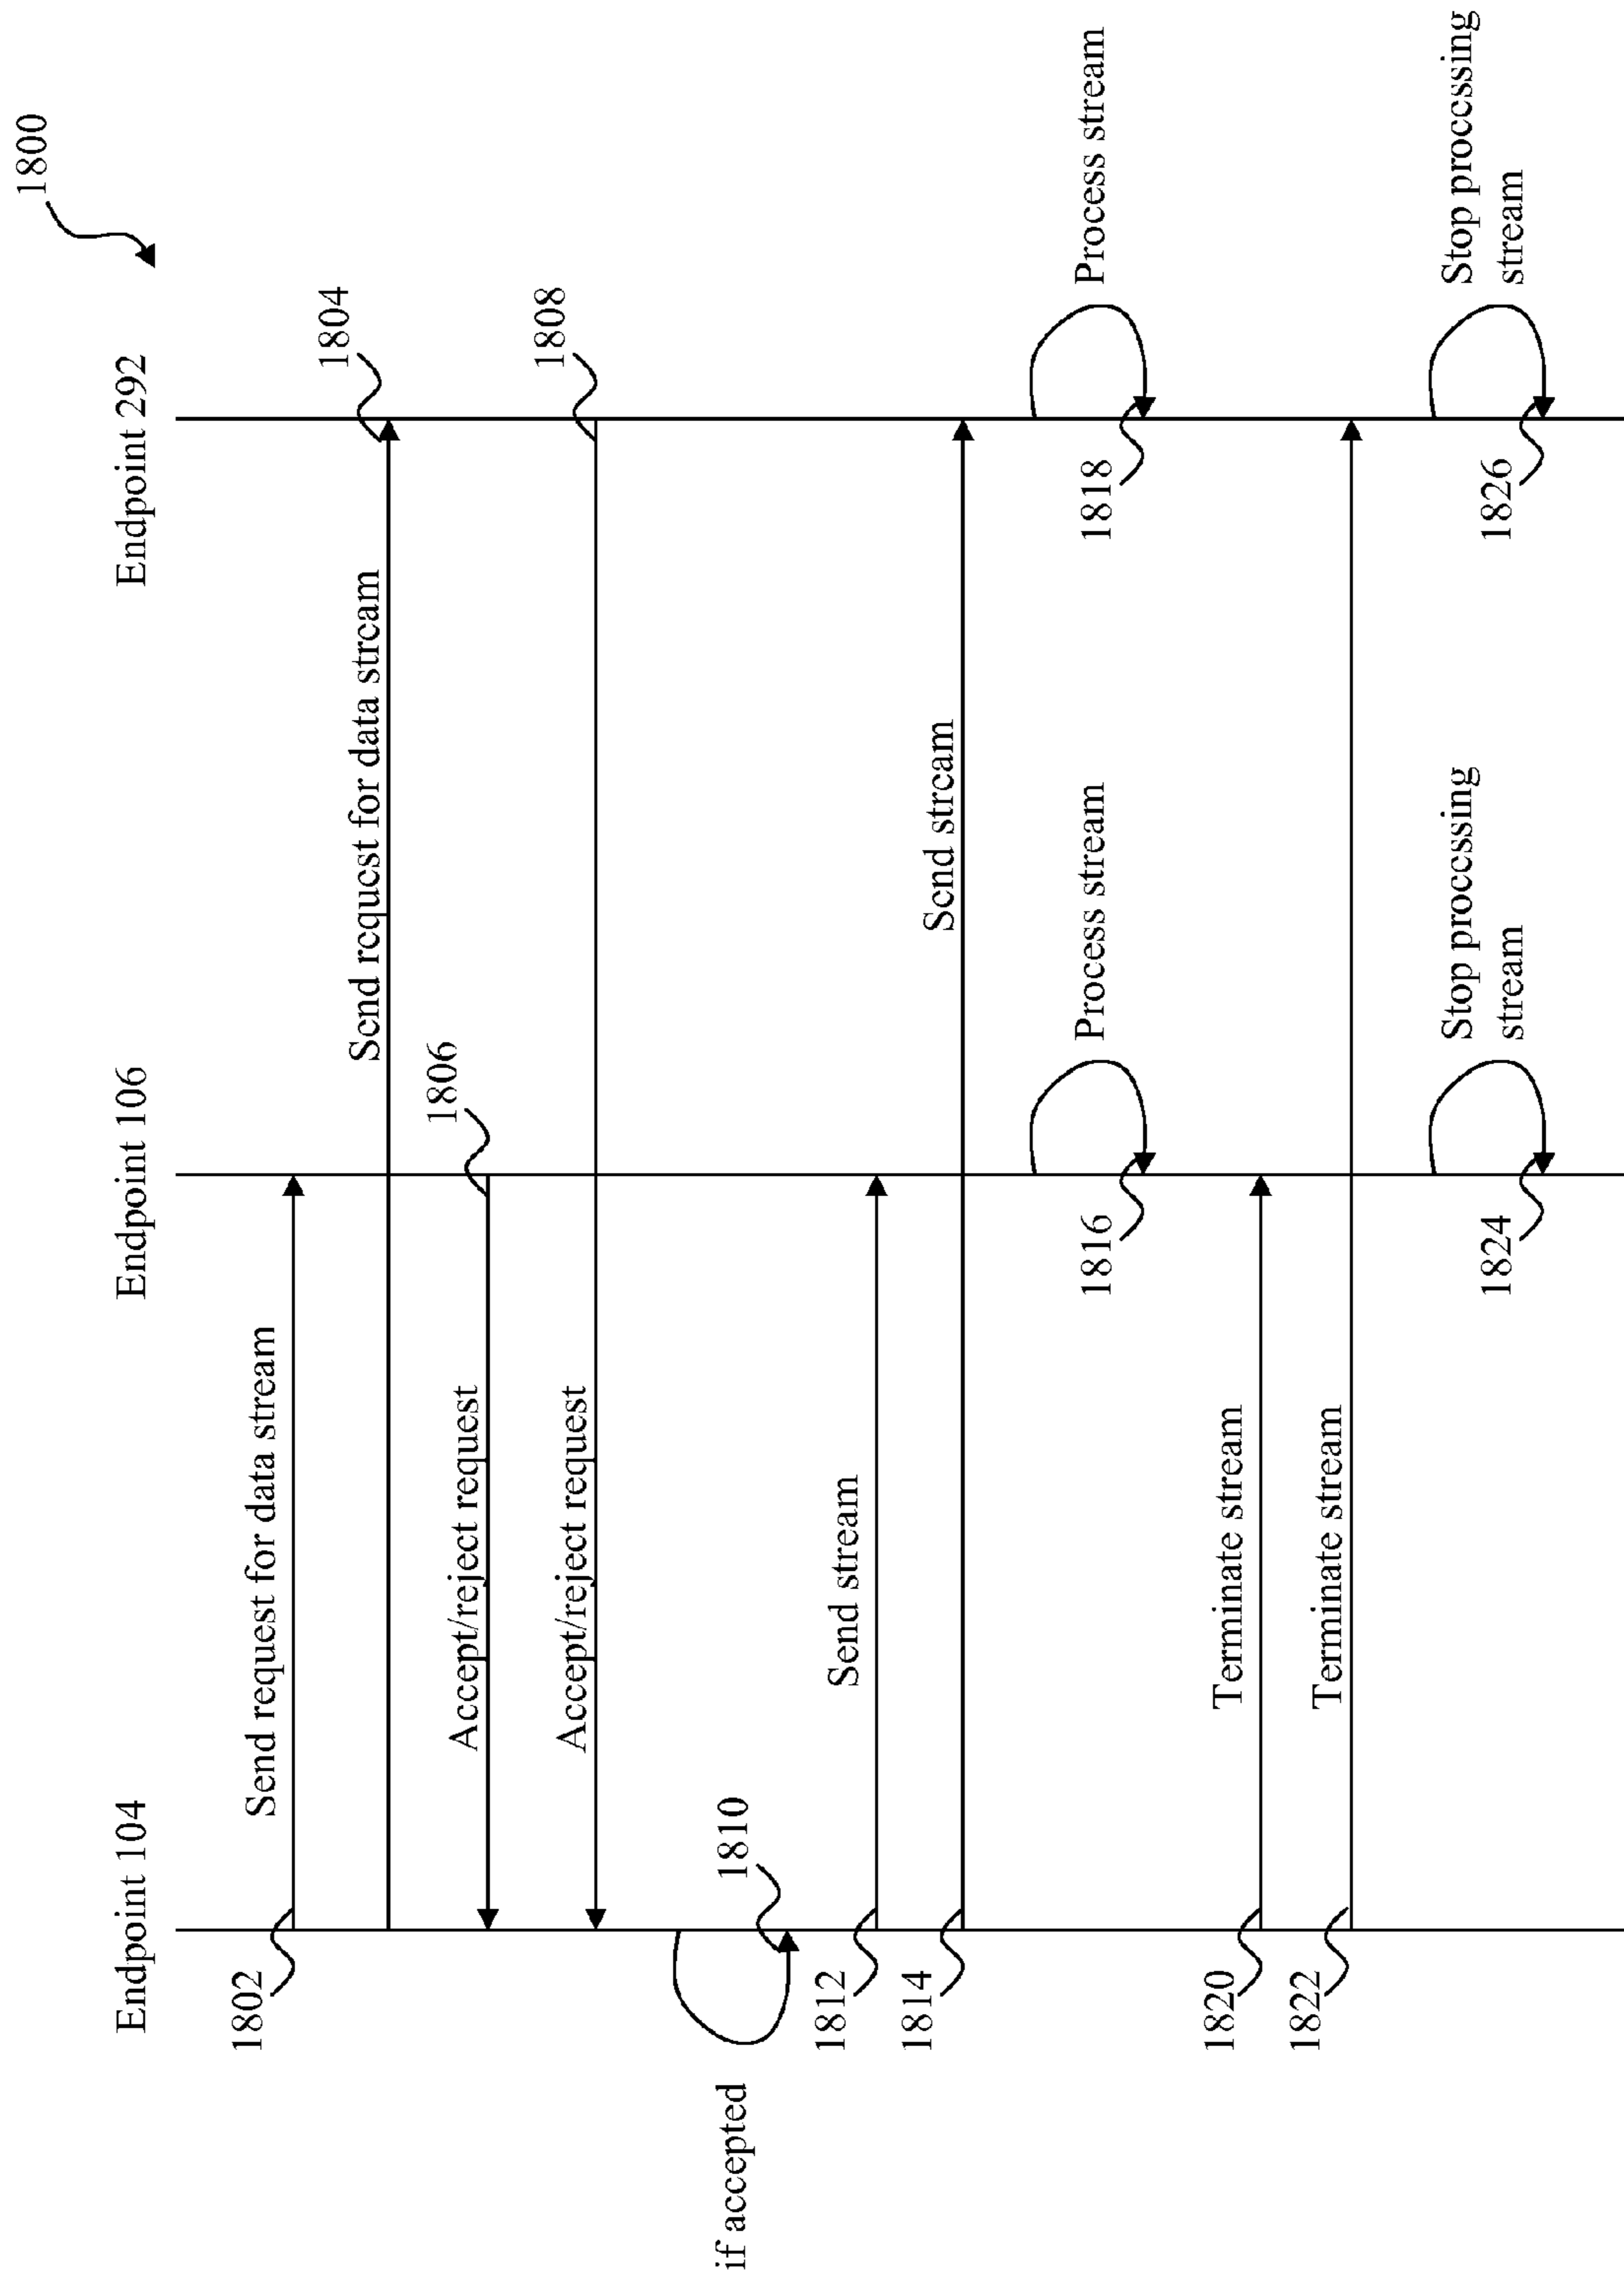 1800
Endpoint 104
Endpoint 106
Endpoint 292
1802
Send request for data stream
Send request for data stream
1804
Accept/reject request
1806
Accept/reject request
1808
if accepted
1810
1812
Send stream
1814
Send stream
1816
Process stream
1818
Process stream
1820
Terminate stream
1822
Terminate stream
1824
Stop processing
stream
1826
Stop processing
stream